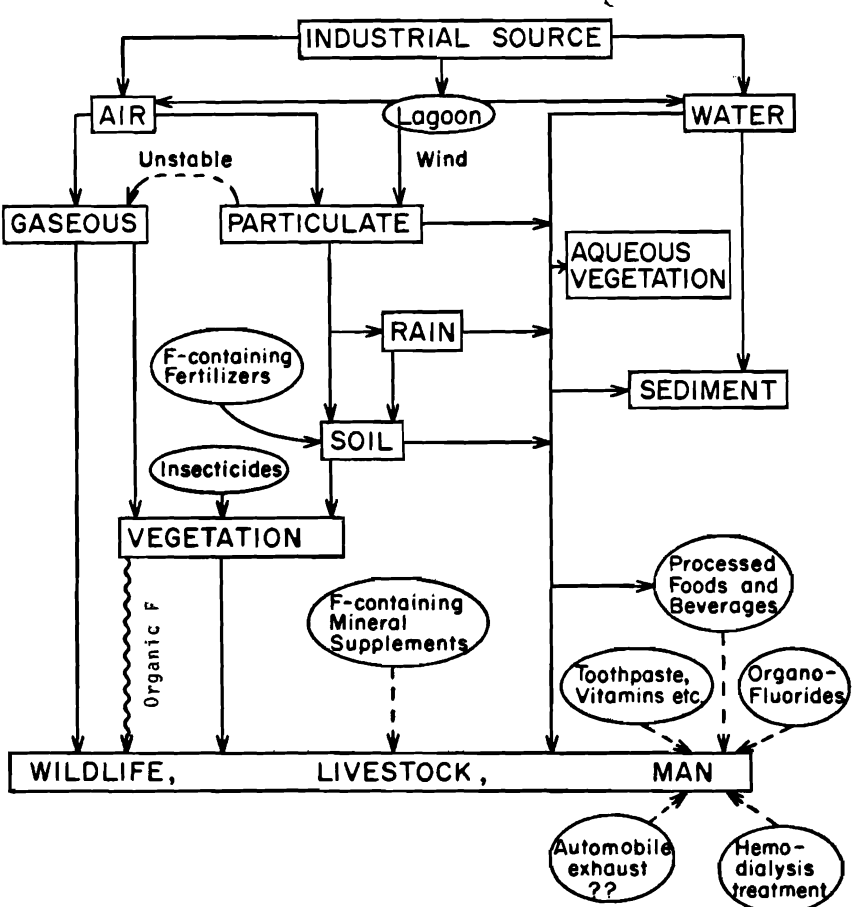 INDUSTRIAL SOURCE
AIR
Lagoon
WATER
Unstable
Wind
GASEOUS
PARTICULATE
AQUEOUS
VEGETATION
RAIN
F-containing
Fertilizers
SEDIMENT
SOIL
Insecticides
VEGETATION
Processed
Foods and
Beverages
F-containing
Mineral
Supplements
Organic F
Toothpaste,
Vitamins etc.
Organo-
Fluorides
WILDLIFE, LIVESTOCK, MAN
Automobile
exhaust
??
Hemo-
dialysis
treatment